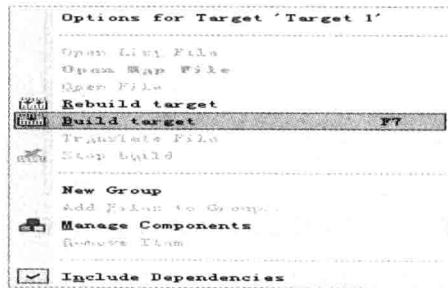 Options for Target 'Target 1'
Open List File
Open Map File
Open File
Rebuild target
Build target F7
Translate File
Stop build
New Group
Add Files to Group...
Manage Components
Remove Item
Include Dependencies